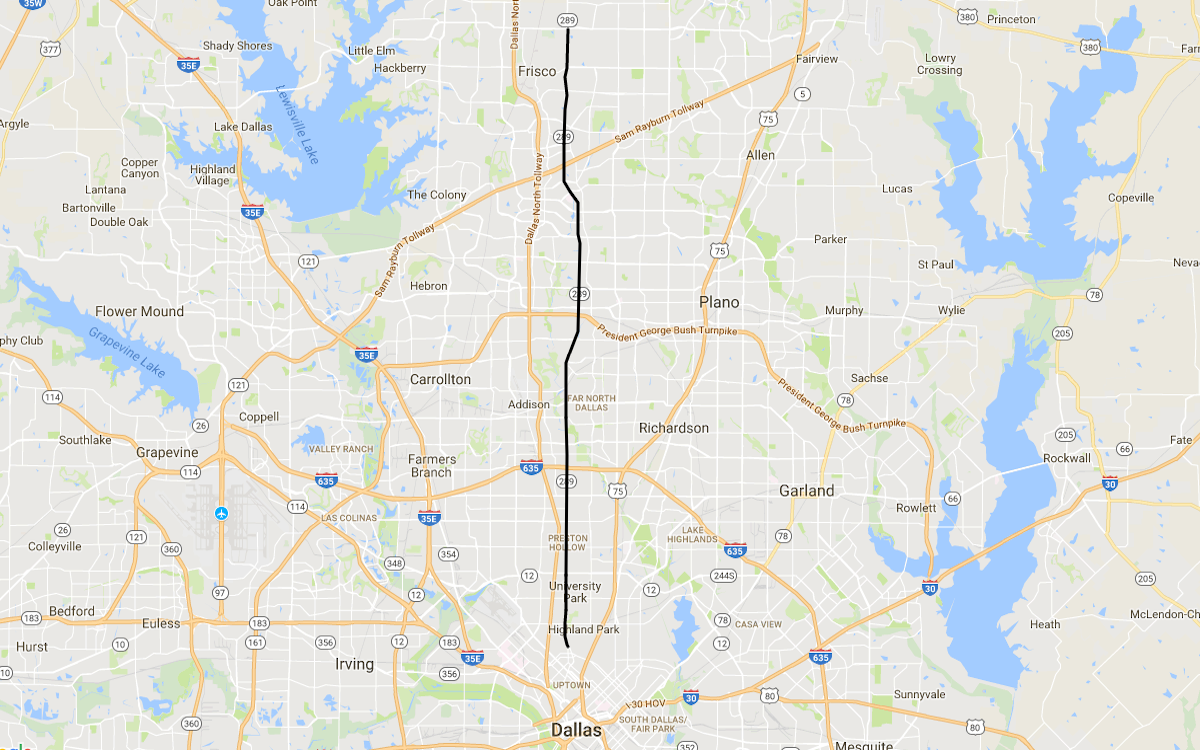 35W
Oak Point
289
380
Princeton
377
Shady Shores
Little Elm
380
35E
Hackberry
Frisco
Fairview
Lowry
Crossing
Dallas North Tollway
Lewisville Lake
5
Sam Rayburn Tollway
75
Argyle
Lake Dallas
289
Allen
Copper
Canyon
Highland
Village
Lantana
The Colony
Lucas
Copeville
Bartonville
35E
Double Oak
75
Parker
121
Sam Rayburn Tollway
St Paul
Hebron
289
78
Plano
Flower Mound
Murphy
Wylie
President George Bush Turnpike
205
Grapevine Lake
35E
121
Carrollton
Sachse
114
Addison
FAR NORTH
DALLAS
78
President George Bush Turnpike
26
Coppell
Richardson
Southlake
VALLEY RANCH
205
66
Grapevine
Farmers
Branch
Rockwall
114
635
635
289
75
Garland
30
66
114
Rowlett
LAS COLINAS
35E
26
121
PRESTON
HOLLOW
LAKE
HIGHLANDS
78
Colleyville
360
348
354
635
12
244S
205
97
12
University
Park
12
30
Bedford
183
Euless
183
Highland Park
78
CASA VIEW
Heath
McLendon-Ch
Hurst
10
161
356
12
183
12
10
Irving
35E
635
356
UPTOWN
Sunnyvale
30 HOV
30
80
360
Dallas
SOUTH DALLAS/
FAIR PARK
80
352
Mesquite